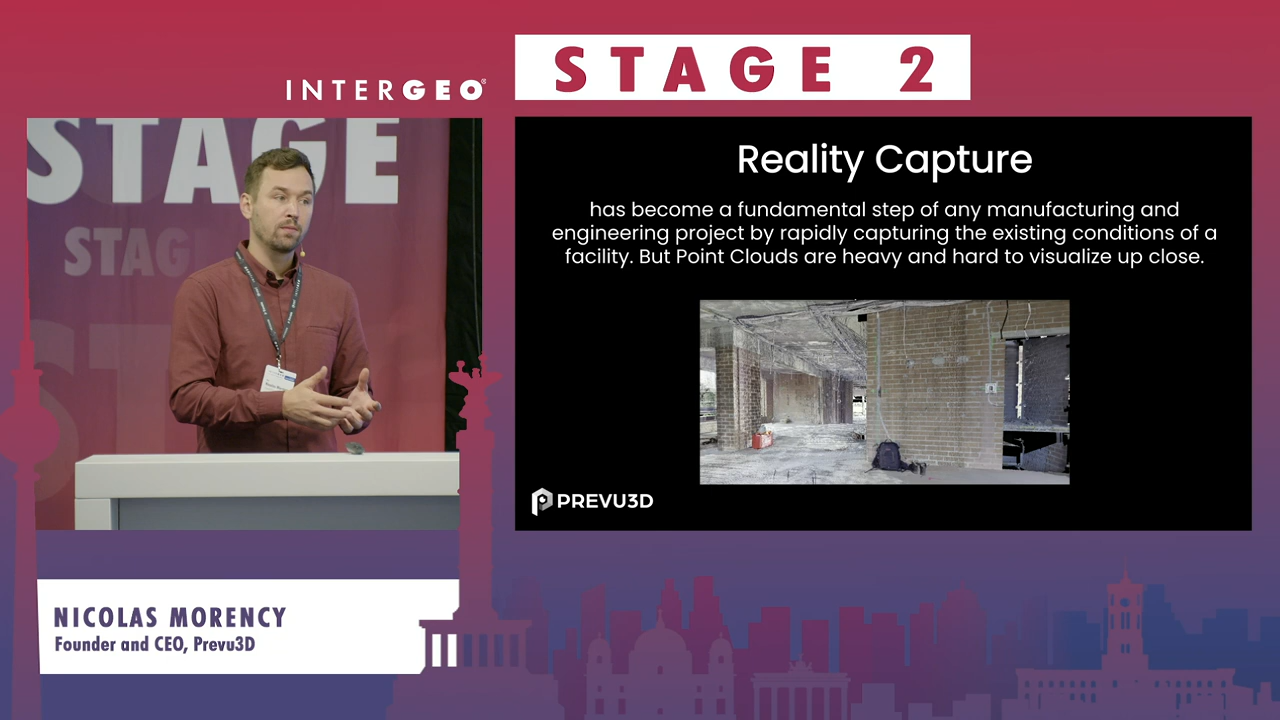 STAGE 2
INTERGEO®
STAGE
STAG
ST
Reality Capture
has become a fundamental step of any manufacturing and
engineering project by rapidly capturing the existing conditions of a
facility. But Point Clouds are heavy and hard to visualize up close.
PREVU3D
NICOLAS MORENCY
Founder and CEO, Prevu3D